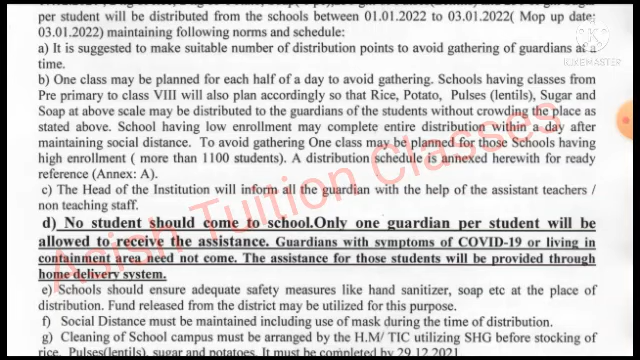 per student will be distributed from the schools between 01.01.2022 to 03.01.2022( Mop up date:
03.01.2022) maintaining following norms and schedule:
a) It is suggested to make suitable number of distribution points to avoid gathering of guardians at a
time.
b) One class may be planned for each half of a day to avoid gathering. Schools having classes from
Pre primary to class VIII will also plan accordingly so that Rice, Potato, Pulses (lentils), Sugar and
Soap at above scale may be distributed to the guardians of the students without crowding the place as
stated above. School having low enrollment may complete entire distribution within a day after
maintaining social distance. To avoid gathering One class may be planned for those Schools having
high enrollment ( more than 1100 students). A distribution schedule is annexed herewith for ready
reference (Annex: A).
c) The Head of the Institution will inform all the guardian with the help of the assistant teachers /
non teaching staff.
d) No student should come to school.Only one guardian per student will be
allowed to receive the assistance. Guardians with symptoms of COVID-19 or living in
containment area need not come. The assistance for those students will be provided through
home delivery system.
e) Schools should ensure adequate safety measures like hand sanitizer, soap etc at the place of
distribution. Fund released from the district may be utilized for this purpose.
f) Social Distance must be maintained including use of mask during the time of distribution.
g) Cleaning of School campus must be arranged by the H.M/ TIC utilizing SHG before stocking of
rice, Pulses(lentils), sugar and potatoes. It must be completed by 29.12.2021
Tuition Classes
KINEMASTER